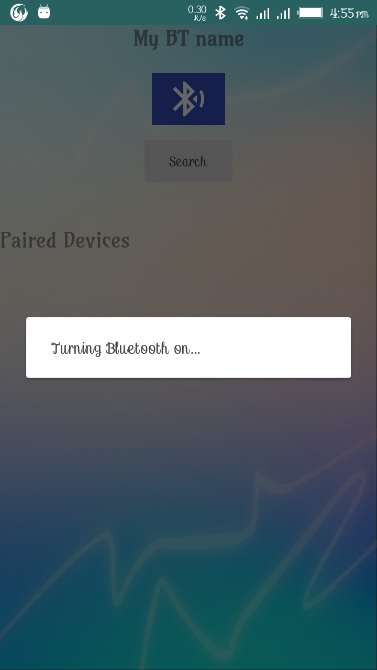 0.30
K/s
4:55 PM
My BT name
Search
Paired Devices
Turning Bluetooth on...